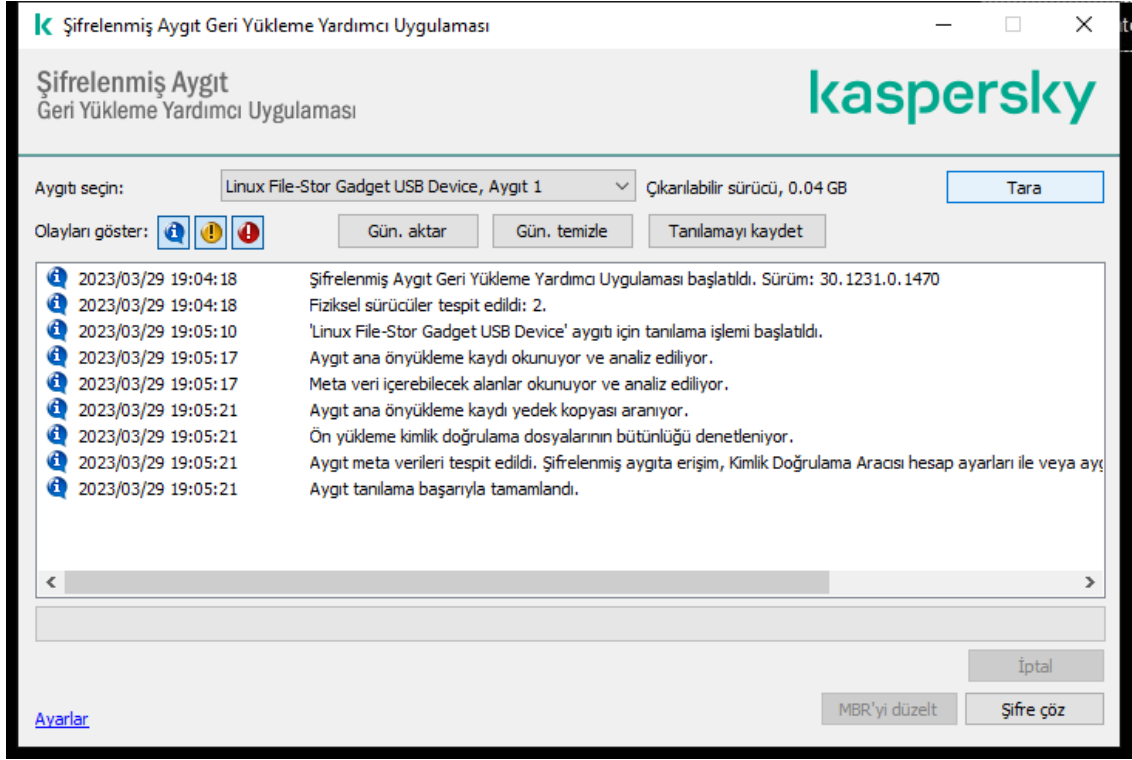 Şifrelenmiş Aygıt Geri Yükleme Yardımcı Uygulaması
Şifrelenmiş Aygıt
Geri Yükleme Yardımcı Uygulaması
kaspersky
Aygıtı seçin: Linux File-Stor Gadget USB Device, Aygıt 1 Çıkarılabilir sürücü, 0.04 GB Tara
Olayları göster: Gün. aktar Gün. temizle Tanılamayı kaydet
2023/03/29 19:04:18 Şifrelenmiş Aygıt Geri Yükleme Yardımcı Uygulaması başlatıldı. Sürüm: 30.1231.0.1470
2023/03/29 19:04:18 Fiziksel sürücüler tespit edildi: 2.
2023/03/29 19:05:10 'Linux File-Stor Gadget USB Device' aygıtı için tanılama işlemi başlatıldı.
2023/03/29 19:05:17 Aygıt ana önyükleme kaydı okunuyor ve analiz ediliyor.
2023/03/29 19:05:17 Meta veri içerebilecek alanlar okunuyor ve analiz ediliyor.
2023/03/29 19:05:21 Aygıt ana önyükleme kaydı yedek kopyası aranıyor.
2023/03/29 19:05:21 Ön yükleme kimlik doğrulama dosyalarının bütünlüğü denetleniyor.
2023/03/29 19:05:21 Aygıt meta verileri tespit edildi. Şifrelenmiş aygıta erişim, Kimlik Doğrulama Aracısı hesap ayarları ile veya
2023/03/29 19:05:21 Aygıt tanılama başarıyla tamamlandı.
İptal
Ayarlar MBR'yi düzelt Şifre çöz